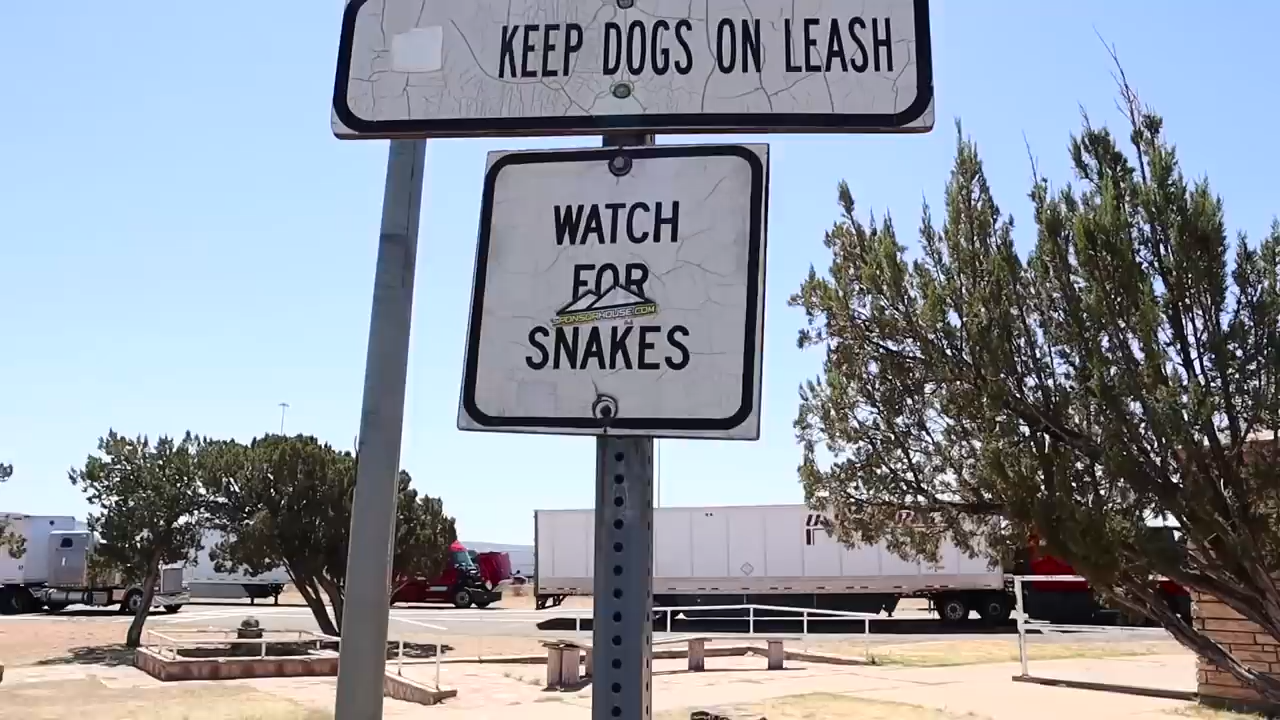 KEEP DOGS ON LEASH
WATCH
FOR
SPONSORHOUSE.COM
SNAKES